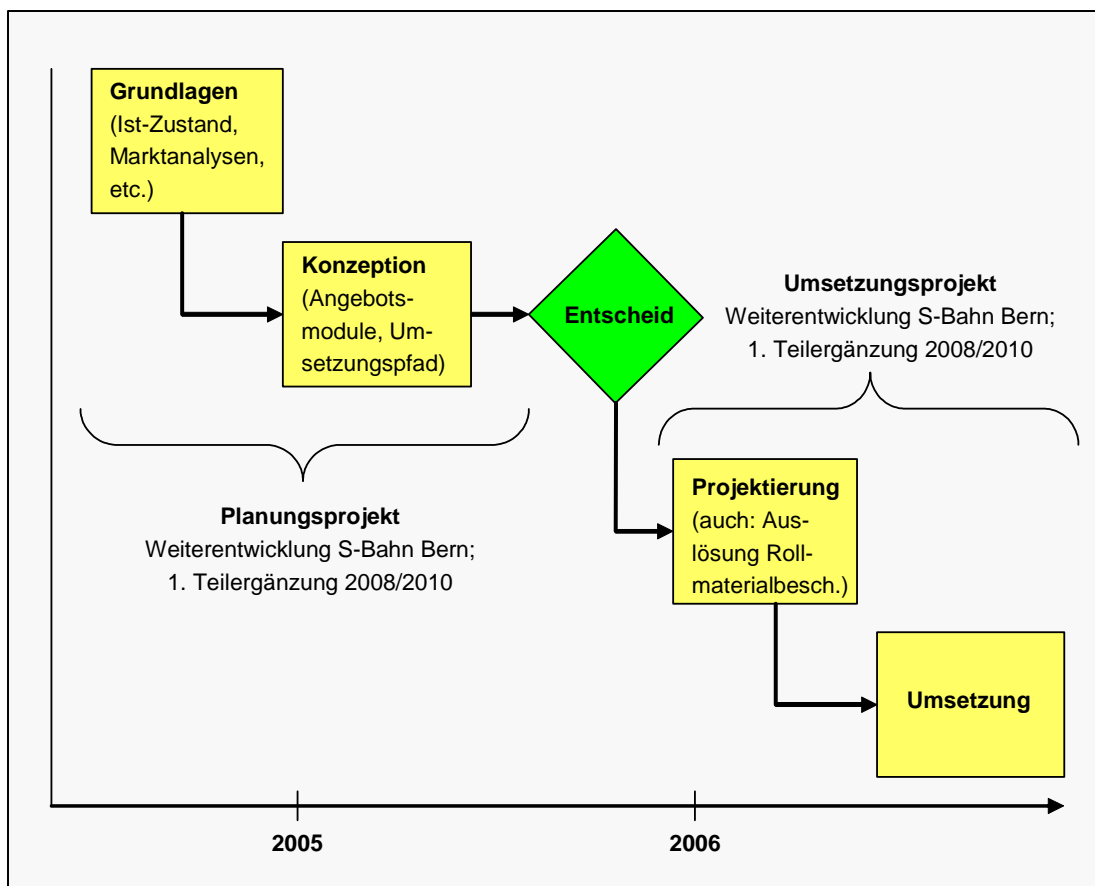 Grundlagen
(Ist-Zustand,
Marktanalysen,
etc.)
Konzeption
(Angebots-
module, Um-
setzungspfad)
Entscheid
Umsetzungsprojekt
Weiterentwicklung S-Bahn Bern;
1. Teilergänzung 2008/2010
Planungsprojekt
Weiterentwicklung S-Bahn Bern;
1. Teilergänzung 2008/2010
Projektierung
(auch: Aus-
lösung Roll-
materialbesch.)
Umsetzung
2005
2006